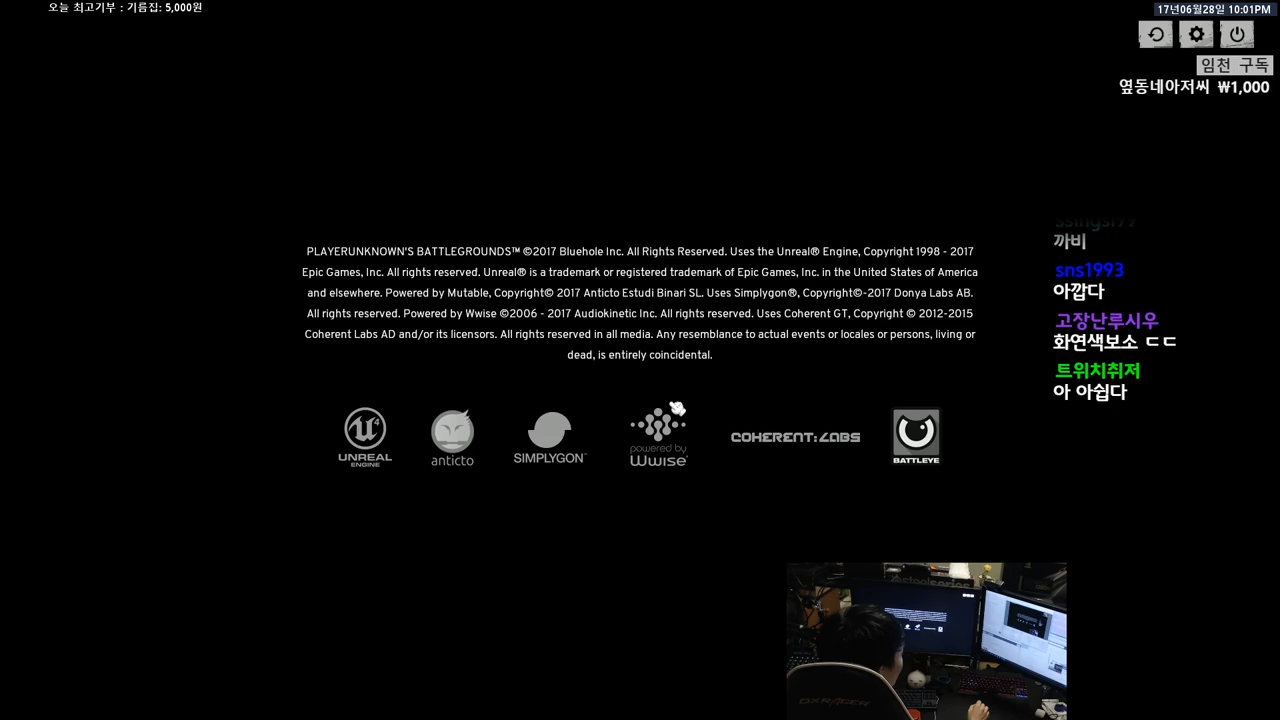 오늘 최고기부 : 기름집: 5,000원
17년06월28일 10:01PM
임천 구독
옆동네아저씨 ₩1,000
까비
sns1993
아깝다
고장난루시우
화연색보소 ㄷㄷ
트위치취저
아 아쉽다
PLAYERUNKNOWN'S BATTLEGROUNDS™ ©2017 Bluehole Inc. All Rights Reserved. Uses the Unreal® Engine, Copyright 1998 - 2017
Epic Games, Inc. All rights reserved. Unreal® is a trademark or registered trademark of Epic Games, Inc. in the United States of America
and elsewhere. Powered by Mutable, Copyright© 2017 Anticto Estudi Binari SL. Uses Simplygon®, Copyright©-2017 Donya Labs AB.
All rights reserved. Powered by Wwise ©2006 - 2017 Audiokinetic Inc. All rights reserved. Uses Coherent GT, Copyright © 2012-2015
Coherent Labs AD and/or its licensors. All rights reserved in all media. Any resemblance to actual events or locales or persons, living or
dead, is entirely coincidental.
UNREAL
ENGINE
anticto
SIMPLYGON™
powered by
Wwise®
COHERENT:LABS
BATTLEYE
DXRACER